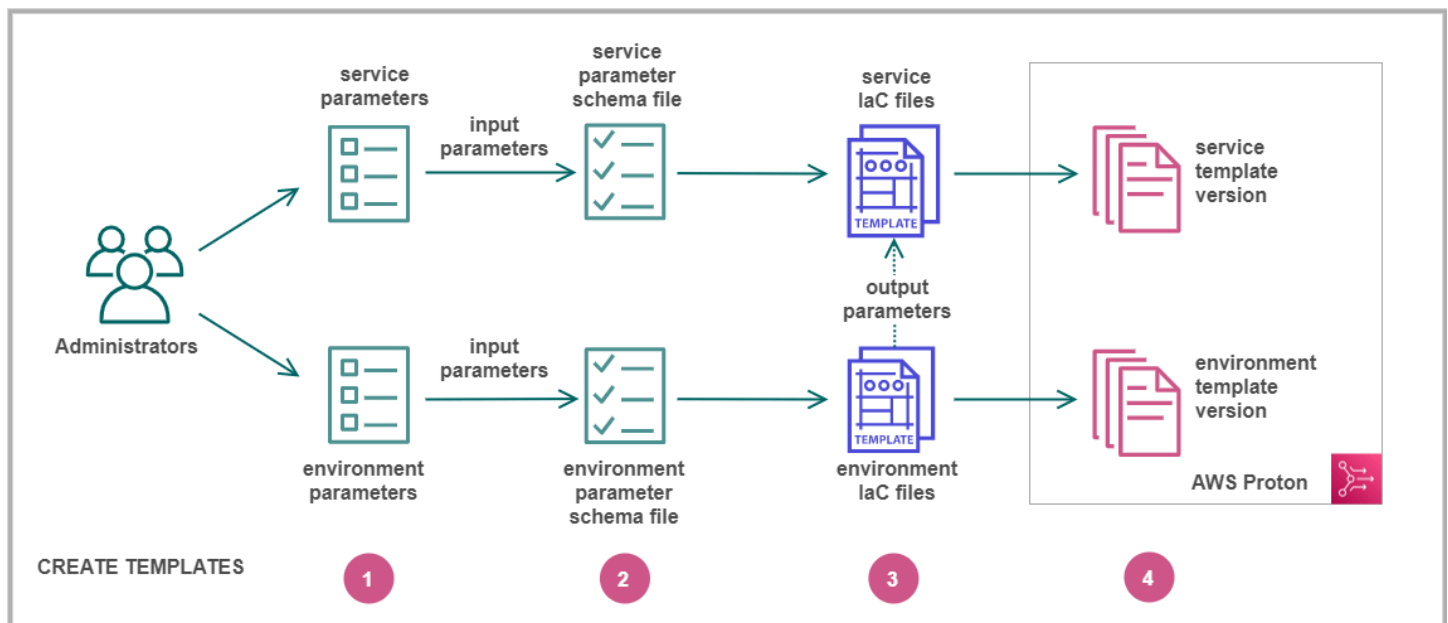 service
parameters
input
parameters
service
parameter
schema file
service
IaC files
TEMPLATE
service
template
version
Administrators
output
parameters
input
parameters
environment
parameters
environment
parameter
schema file
TEMPLATE
environment
IaC files
environment
template
version
AWS Proton
CREATE TEMPLATES
1
2
3
4